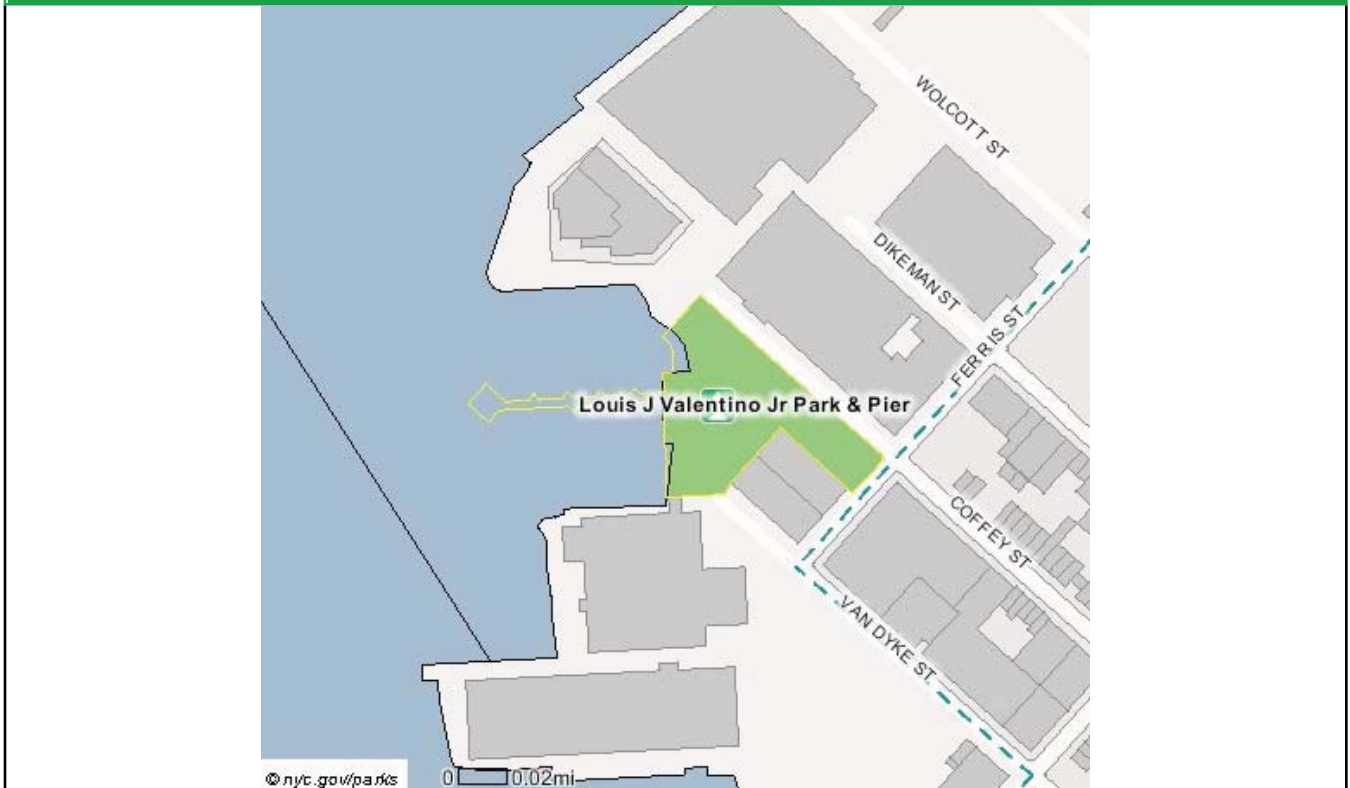 WOLCOTT ST
DIKEMAN ST
FERRIS ST
Louis J Valentino Jr Park & Pier
COFFEY ST
VAN DYKE ST
© nyc.gov/parks
0 0.02mi